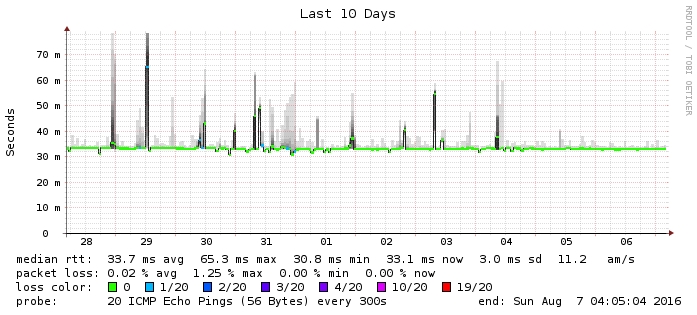 Last 10 Days
RRDTOOL / TOBI OETIKER
Seconds
70 m
60 m
50 m
40 m
30 m
20 m
10 m
0
28 29 30 31 01 02 03 04 05 06
median rtt: 33.7 ms avg 65.3 ms max 30.8 ms min 33.1 ms now 3.0 ms sd 11.2 am/s
packet loss: 0.02 % avg 1.25 % max 0.00 % min 0.00 % now
loss color: 0 1/20 2/20 3/20 4/20 10/20 19/20
probe: 20 ICMP Echo Pings (56 Bytes) every 300s end: Sun Aug 7 04:05:04 2016